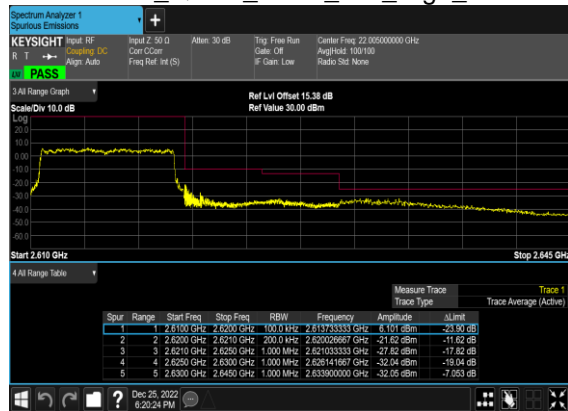 Spectrum Analyzer 1
Spurious Emissions
KEYSIGHT
R T
Input: RF
Coupling: DC
Align: Auto
Input Z: 50 Ω
Corr CCorr
Freq Ref: Int (S)
Atten: 30 dB
Trig: Free Run
Gate: Off
IF Gain: Low
Center Freq: 22.005000000 GHz
Avg|Hold: 100/100
Radio Std: None
PASS
3 All Range Graph
Ref Lvl Offset 15.38 dB
Scale/Div 10.0 dB
Ref Value 30.00 dBm
Log
20.0
10.0
0.00
-10.0
-20.0
-30.0
-40.0
-50.0
-60.0
Start 2.610 GHz
Stop 2.645 GHz
4 All Range Table
Measure Trace Trace 1
Trace Type Trace Average (Active)
Spur Range Start Freq Stop Freq RBW Frequency Amplitude ΔLimit
1 1 2.6100 GHz 2.6200 GHz 100.0 kHz 2.613733333 GHz 6.101 dBm -23.90 dB
2 2 2.6200 GHz 2.6210 GHz 200.0 kHz 2.620026667 GHz -21.62 dBm -11.62 dB
3 3 2.6210 GHz 2.6250 GHz 1.000 MHz 2.621033333 GHz -27.82 dBm -17.82 dB
4 4 2.6250 GHz 2.6300 GHz 1.000 MHz 2.626141667 GHz -32.04 dBm -19.04 dB
5 5 2.6300 GHz 2.6450 GHz 1.000 MHz 2.633900000 GHz -32.05 dBm -7.053 dB
?
Dec 25, 2022
6:20:24 PM